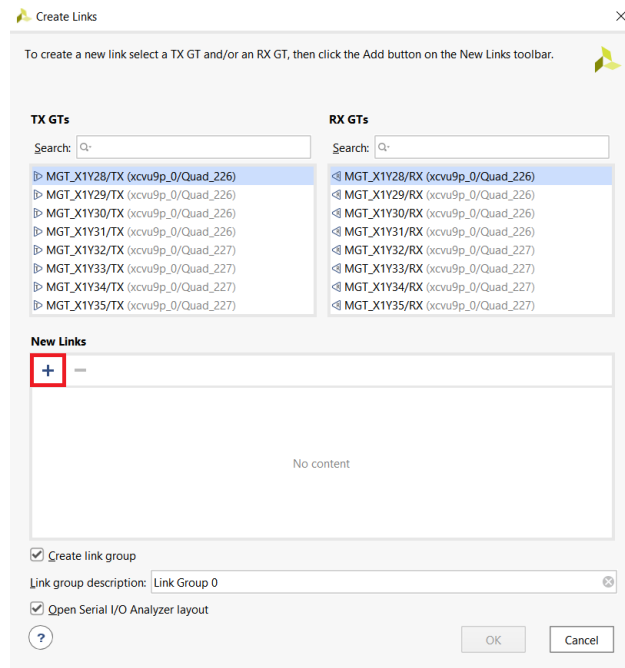 Create Links
To create a new link select a TX GT and/or an RX GT, then click the Add button on the New Links toolbar.
TX GTs
Search:
MGT_X1Y28/TX (xcvu9p_0/Quad_226)
MGT_X1Y29/TX (xcvu9p_0/Quad_226)
MGT_X1Y30/TX (xcvu9p_0/Quad_226)
MGT_X1Y31/TX (xcvu9p_0/Quad_226)
MGT_X1Y32/TX (xcvu9p_0/Quad_227)
MGT_X1Y33/TX (xcvu9p_0/Quad_227)
MGT_X1Y34/TX (xcvu9p_0/Quad_227)
MGT_X1Y35/TX (xcvu9p_0/Quad_227)
RX GTs
Search:
MGT_X1Y28/RX (xcvu9p_0/Quad_226)
MGT_X1Y29/RX (xcvu9p_0/Quad_226)
MGT_X1Y30/RX (xcvu9p_0/Quad_226)
MGT_X1Y31/RX (xcvu9p_0/Quad_226)
MGT_X1Y32/RX (xcvu9p_0/Quad_227)
MGT_X1Y33/RX (xcvu9p_0/Quad_227)
MGT_X1Y34/RX (xcvu9p_0/Quad_227)
MGT_X1Y35/RX (xcvu9p_0/Quad_227)
New Links
No content
Create link group
Link group description: Link Group 0
Open Serial I/O Analyzer layout
?
OK
Cancel